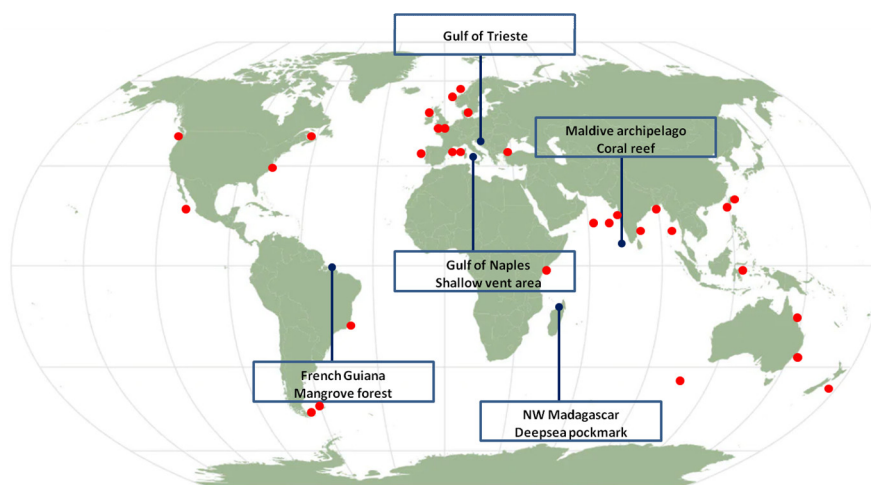 Gulf of Trieste
Maldive archipelago
Coral reef
Gulf of Naples
Shallow vent area
French Guiana
Mangrove forest
NW Madagascar
Deepsea pockmark